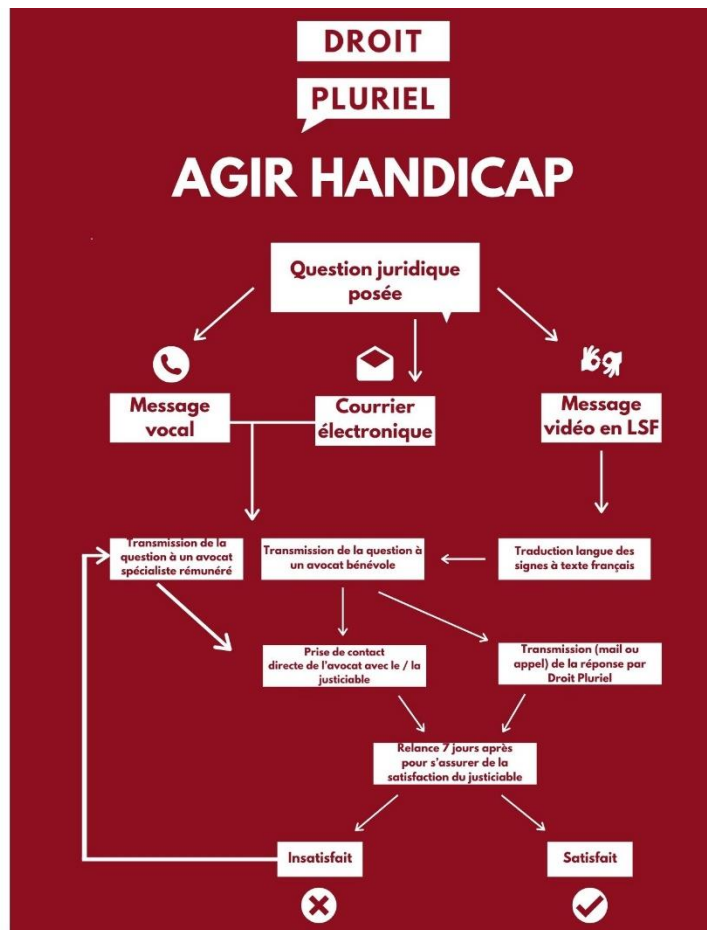 DROIT
PLURIEL
AGIR HANDICAP
Question juridique
posée
Message
vocal
Courrier
électronique
Message
vidéo en LSF
Transmission de la
question à un avocat
spécialiste rémunéré
Transmission de la question à
un avocat bénévole
Traduction langue des
signes à texte français
Prise de contact
directe de l'avocat avec le / la
justiciable
Transmission (mail ou
appel) de la réponse par
Droit Pluriel
Relance 7 jours après
pour s'assurer de la
satisfaction du justiciable
Insatisfait
Satisfait